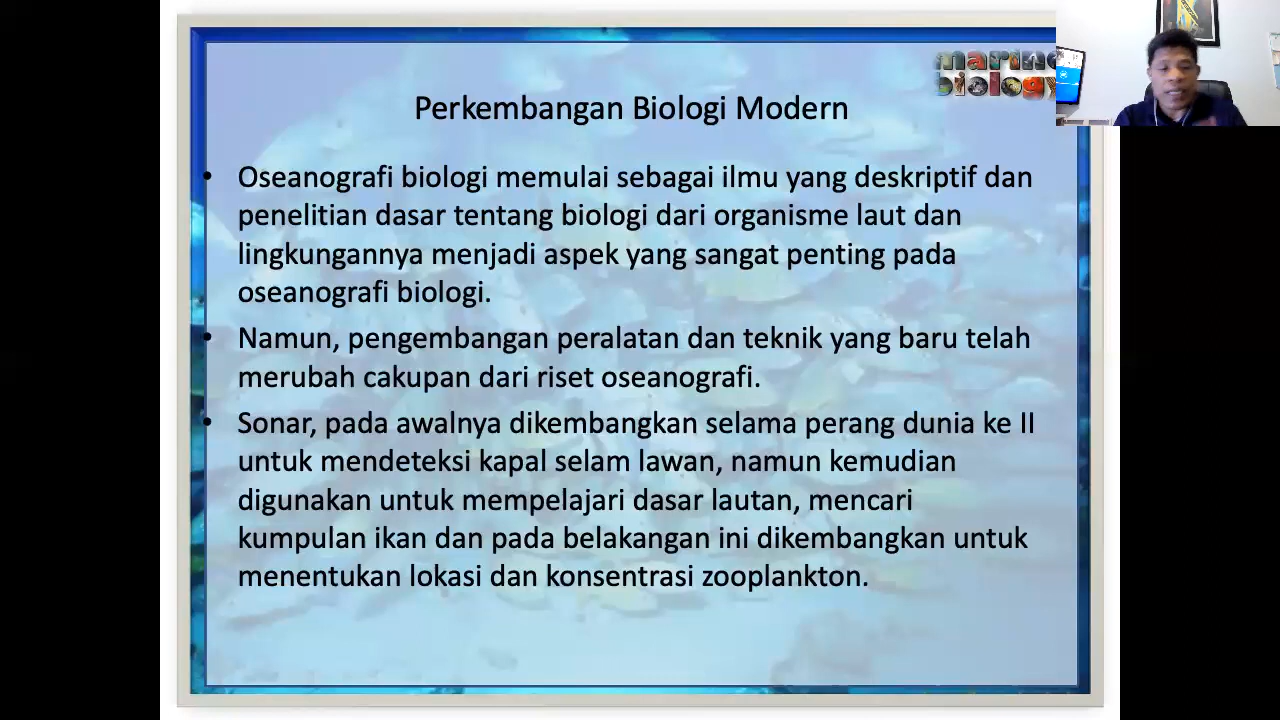 marine
biology
Perkembangan Biologi Modern
• Oseanografi biologi memulai sebagai ilmu yang deskriptif dan
penelitian dasar tentang biologi dari organisme laut dan
lingkungannya menjadi aspek yang sangat penting pada
oseanografi biologi.
• Namun, pengembangan peralatan dan teknik yang baru telah
merubah cakupan dari riset oseanografi.
• Sonar, pada awalnya dikembangkan selama perang dunia ke II
untuk mendeteksi kapal selam lawan, namun kemudian
digunakan untuk mempelajari dasar lautan, mencari
kumpulan ikan dan pada belakangan ini dikembangkan untuk
menentukan lokasi dan konsentrasi zooplankton.